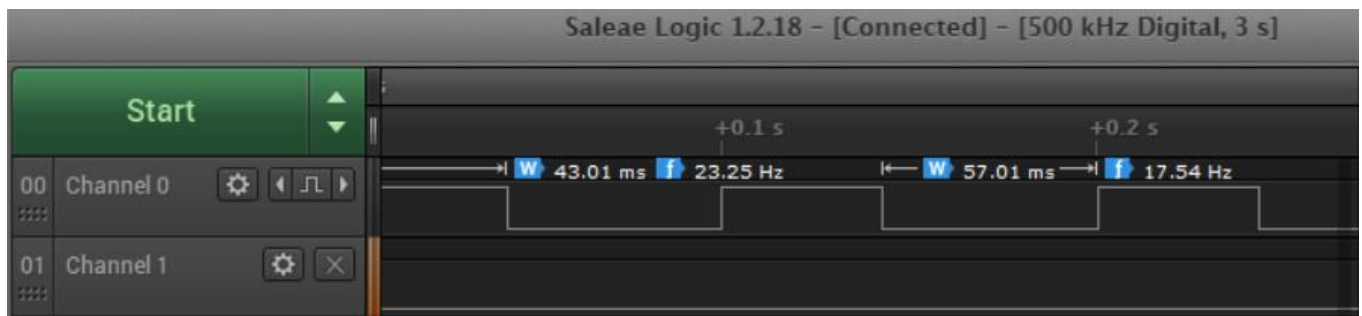 Saleae Logic 1.2.18 – [Connected] – [500 kHz Digital, 3 s]
Start
+0.1 s +0.2 s
00 Channel 0 W 43.01 ms f 23.25 Hz W 57.01 ms f 17.54 Hz
01 Channel 1